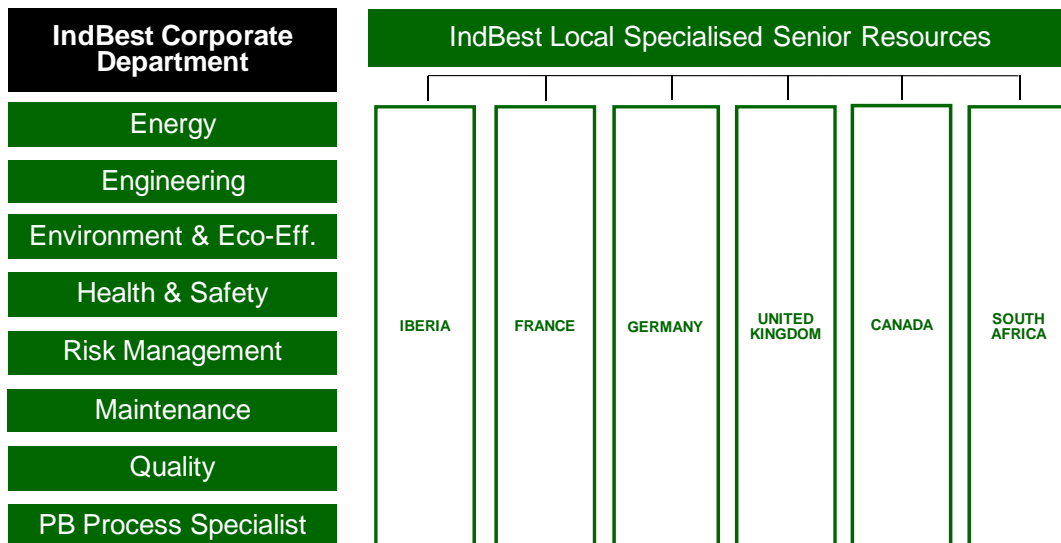 IndBest Corporate
Department
IndBest Local Specialised Senior Resources
Energy
Engineering
Environment & Eco-Eff.
Health & Safety
Risk Management
Maintenance
Quality
PB Process Specialist
IBERIA
FRANCE
GERMANY
UNITED
KINGDOM
CANADA
SOUTH
AFRICA